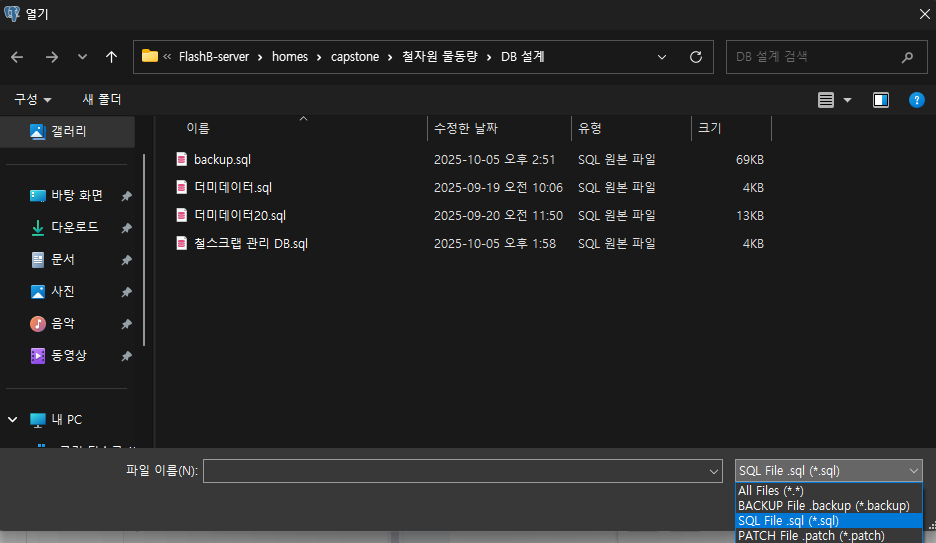 열기
FlashB-server > homes > capstone > 철자원 물동량 > DB 설계
DB 설계 검색
구성 새 폴더
갤러리
바탕 화면
다운로드
문서
사진
음악
동영상
내 PC
이름 수정한 날짜 유형 크기
backup.sql 2025-10-05 오후 2:51 SQL 원본 파일 69KB
더미데이터.sql 2025-09-19 오전 10:06 SQL 원본 파일 4KB
더미데이터20.sql 2025-09-20 오전 11:50 SQL 원본 파일 13KB
철스크랩 관리 DB.sql 2025-10-05 오후 1:58 SQL 원본 파일 4KB
파일 이름(N):
SQL File .sql (*.sql)
All Files (*.*)
BACKUP File .backup (*.backup)
SQL File .sql (*.sql)
PATCH File .patch (*.patch)